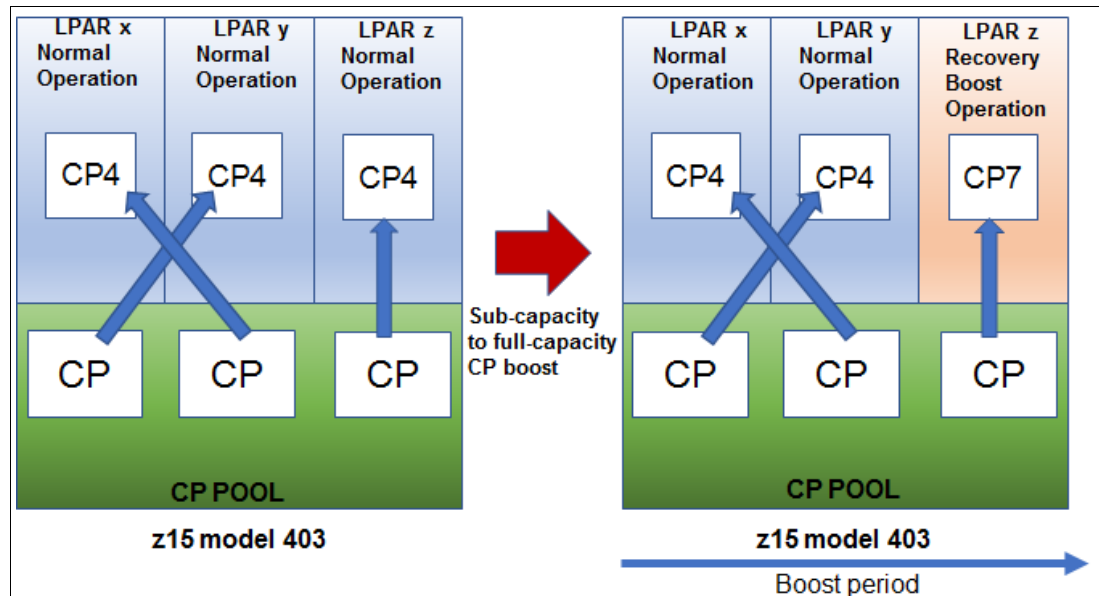 LPAR x
Normal
Operation
LPAR y
Normal
Operation
LPAR z
Normal
Operation
CP4
CP4
CP4
CP
CP
CP
CP POOL
z15 model 403
Sub-capacity
to full-capacity
CP boost
LPAR x
Normal
Operation
LPAR y
Normal
Operation
LPAR z
Recovery
Boost
Operation
CP4
CP4
CP7
CP
CP
CP
CP POOL
z15 model 403
Boost period